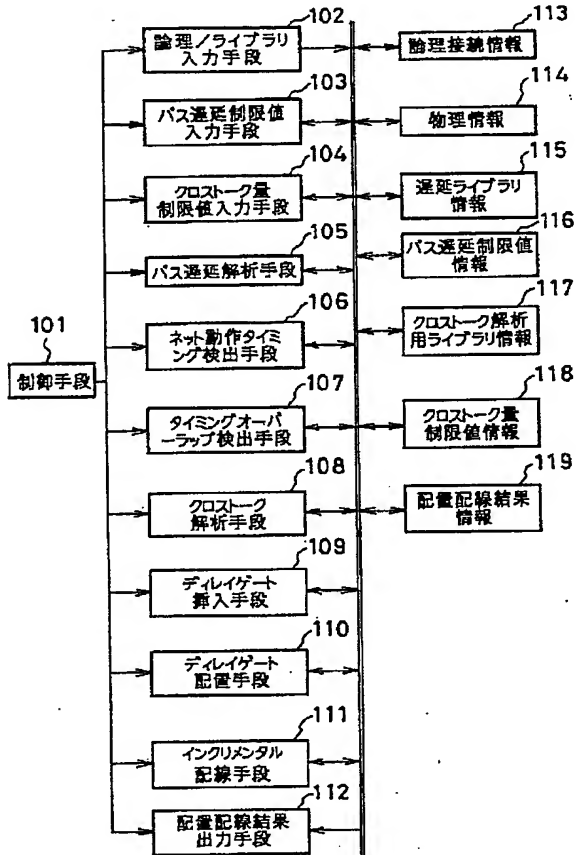 102
論理/ライブラリ
入力手段
103
パス遅延制限値
入力手段
104
クロストーク量
制限値入力手段
105
パス遅延解析手段
106
ネット動作タイミ
ング検出手段
101
制御手段
107
タイミングオーバ
ーラップ検出手段
108
クロストーク
解析手段
109
ディレイゲート
挿入手段
110
ディレイゲート
配置手段
111
インクリメンタル
配線手段
112
配置配線結果
出力手段
113
論理接続情報
114
物理情報
115
遅延ライブラリ
情報
116
パス遅延制限値
情報
117
クロストーク解析
用ライブラリ情報
118
クロストーク量
制限値情報
119
配置配線結果
情報